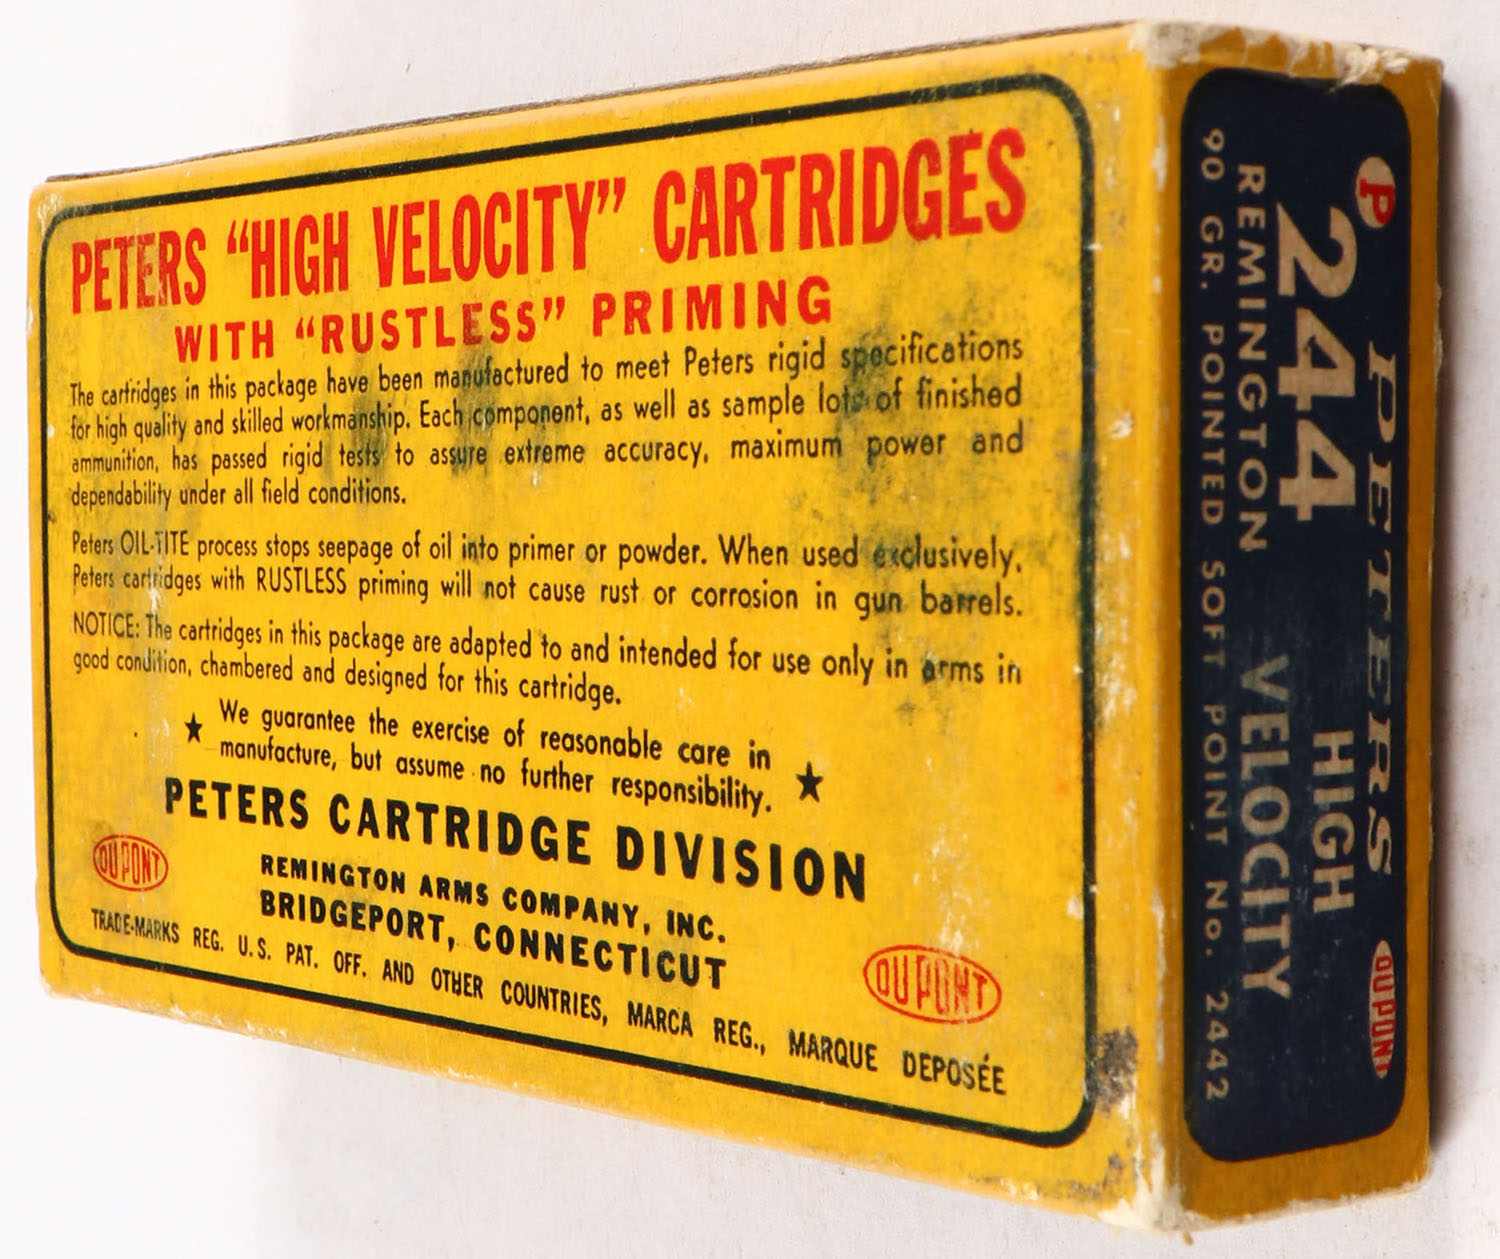 PETERS “HIGH VELOCITY” CARTRIDGES
WITH “RUSTLESS” PRIMING
The cartridges in this package have been manufactured to meet Peters rigid specifications
for high quality and skilled workmanship. Each component, as well as sample lots of finished
ammunition, has passed rigid tests to assure extreme accuracy, maximum power and
dependability under all field conditions.
Peters OIL-TITE process stops seepage of oil into primer or powder. When used exclusively,
Peters cartridges with RUSTLESS priming will not cause rust or corrosion in gun barrels.
NOTICE: The cartridges in this package are adapted to and intended for use only in arms in
good condition, chambered and designed for this cartridge.
★ We guarantee the exercise of reasonable care in
manufacture, but assume no further responsibility. ★
PETERS CARTRIDGE DIVISION
REMINGTON ARMS COMPANY, INC.
BRIDGEPORT, CONNECTICUT
DU PONT
DU PONT
TRADE-MARKS REG. U.S. PAT. OFF. AND OTHER COUNTRIES, MARCA REG., MARQUE DEPOSÉE
P PETERS DU PONT
244 HIGH
REMINGTON VELOCITY
90 GR. POINTED SOFT POINT No. 2442